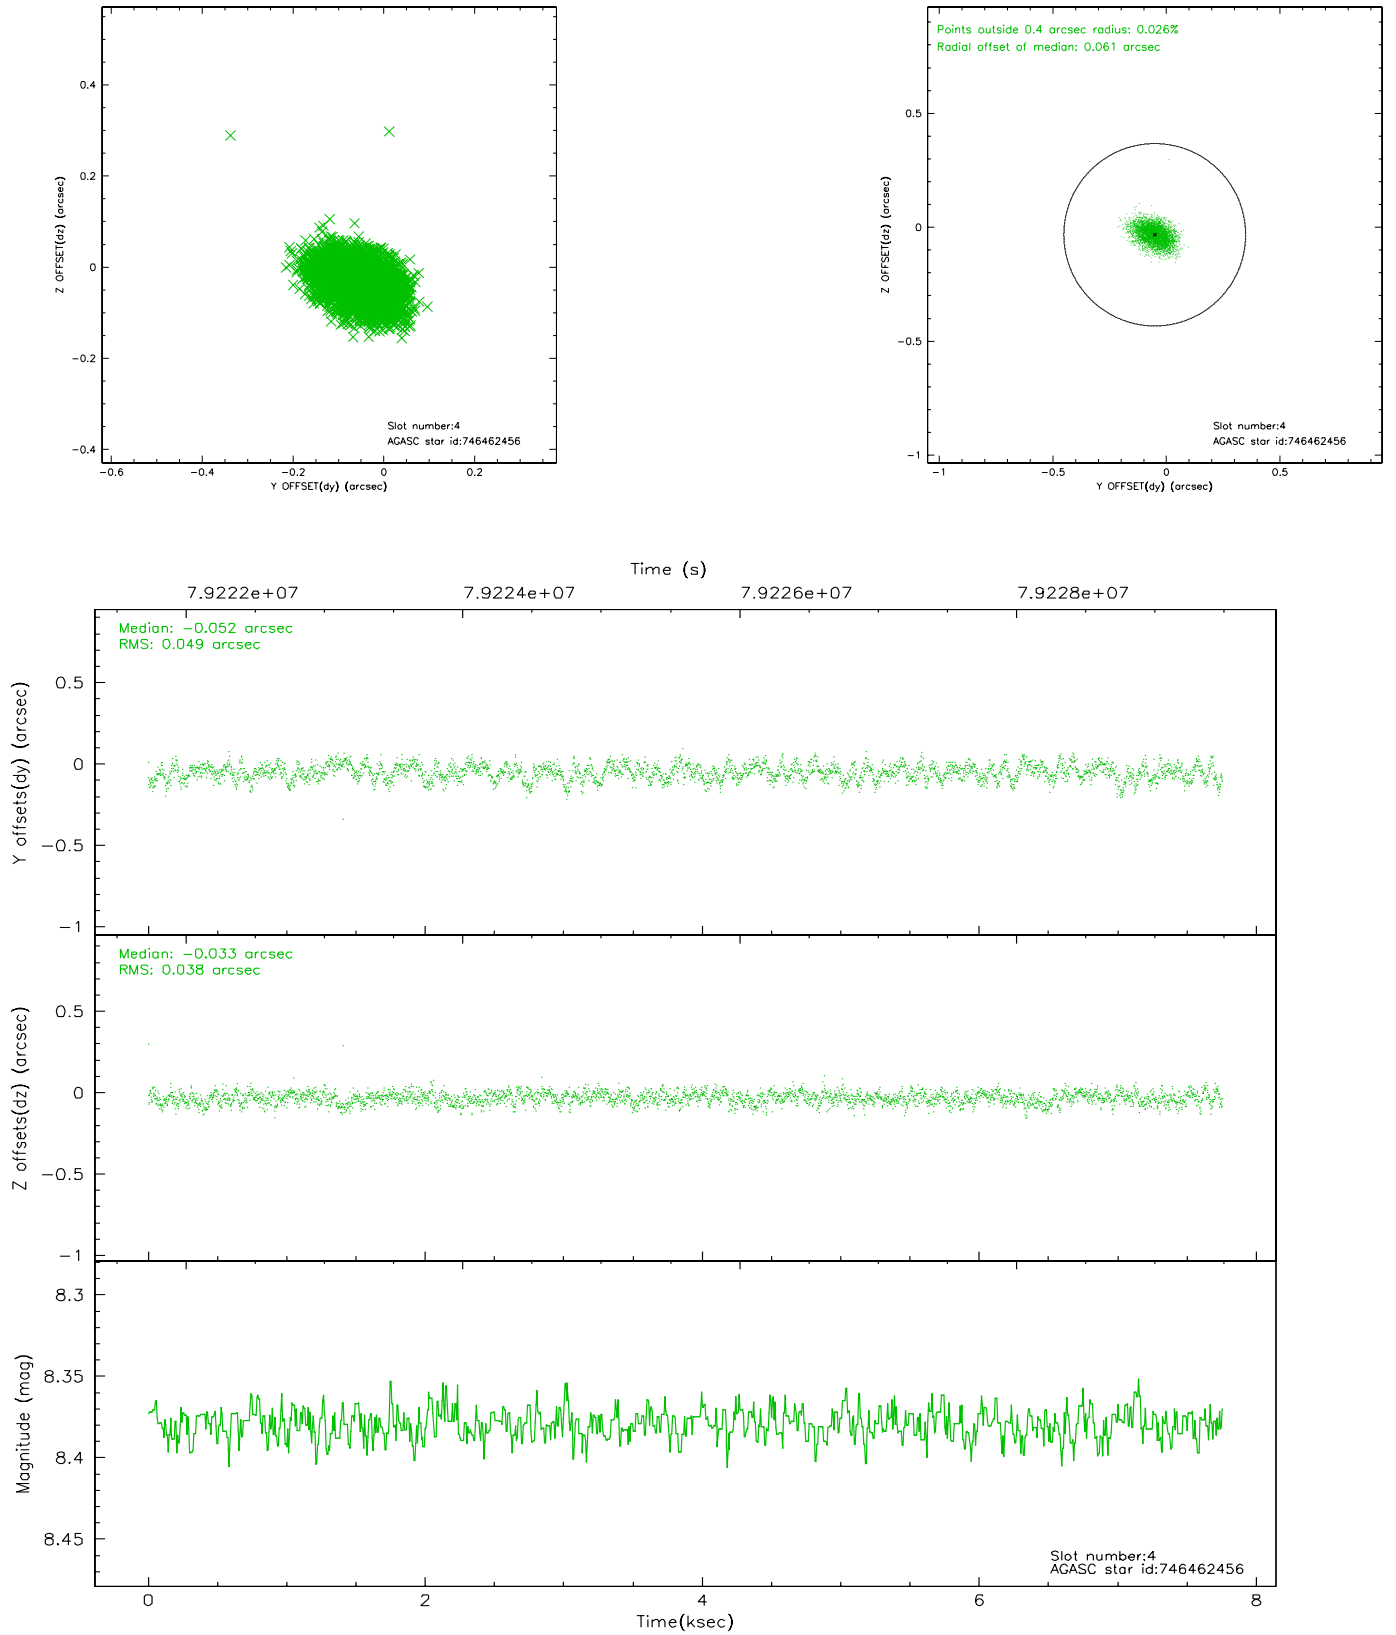 0.4
0.2
0
-0.2
-0.4
Z OFFSET(dz) (arcsec)
Slot number:4
AGASC star id:746462456
-0.6
-0.4
-0.2
0
0.2
Y OFFSET(dy) (arcsec)
Points outside 0.4 arcsec radius: 0.026%
Radial offset of median: 0.061 arcsec
0.5
0
-0.5
-1
Z OFFSET(dz) (arcsec)
Slot number:4
AGASC star id:746462456
-1
-0.5
0
0.5
Y OFFSET(dy) (arcsec)
Time (s)
7.9222e+07
7.9224e+07
7.9226e+07
7.9228e+07
Median: -0.052 arcsec
RMS: 0.049 arcsec
0.5
0
-0.5
-1
Y offsets(dy) (arcsec)
Median: -0.033 arcsec
RMS: 0.038 arcsec
0.5
0
-0.5
-1
Z offsets(dz) (arcsec)
8.3
8.35
8.4
8.45
Magnitude (mag)
Slot number:4
AGASC star id:746462456
0
2
4
6
8
Time(ksec)